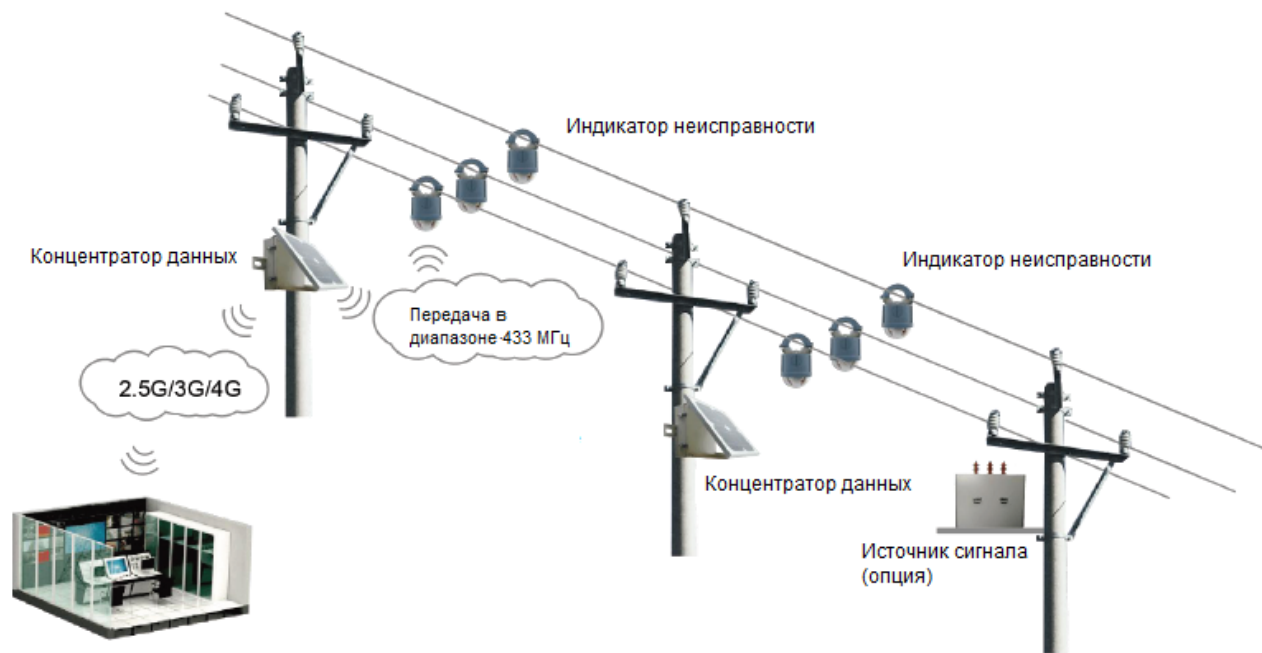 Индикатор неисправности
Концентратор данных
Индикатор неисправности
Передача в
диапазоне 433 МГц
2.5G/3G/4G
Концентратор данных
Источник сигнала
(опция)